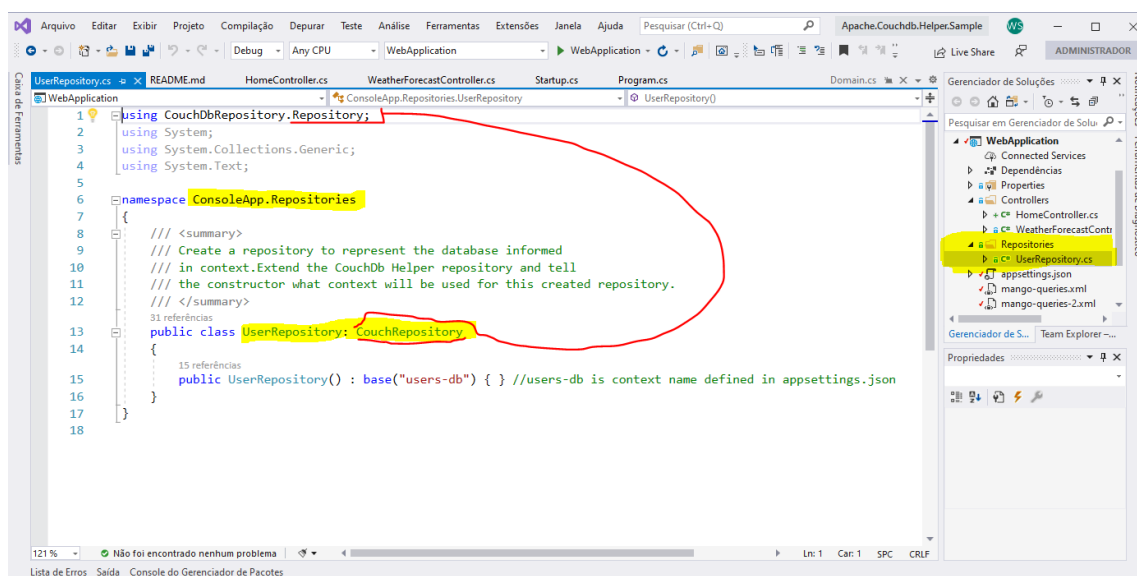 Arquivo Editar Exibir Projeto Compilação Depurar Teste Análise Ferramentas Extensões Janela Ajuda Pesquisar (Ctrl+Q) Apache.Couchdb.Helper.Sample WS
Debug Any CPU WebApplication WebApplication Live Share ADMINISTRADOR
Caixa de Ferramentas
UserRepository.cs README.md HomeController.cs WeatherForecastController.cs Startup.cs Program.cs Domain.cs
WebApplication ConsoleApp.Repositories.UserRepository UserRepository()
1 using CouchDbRepository.Repository;
2 using System;
3 using System.Collections.Generic;
4 using System.Text;
5
6 namespace ConsoleApp.Repositories
7 {
8 /// <summary>
9 /// Create a repository to represent the database informed
10 /// in context.Extend the CouchDb Helper repository and tell
11 /// the constructor what context will be used for this created repository.
12 /// </summary>
31 referências
13 public class UserRepository: CouchRepository
14 {
15 referências
15 public UserRepository() : base("users-db") { } //users-db is context name defined in appsettings.json
16 }
17 }
18
121 % Não foi encontrado nenhum problema Ln: 1 Car: 1 SPC CRLF
Lista de Erros Saída Console do Gerenciador de Pacotes
Gerenciador de Soluções
Pesquisar em Gerenciador de Solu
WebApplication
Connected Services
Dependências
Properties
Controllers
HomeController.cs
WeatherForecastContr
Repositories
UserRepository.cs
appsettings.json
mango-queries.xml
mango-queries-2.xml
Gerenciador de S... Team Explorer –...
Propriedades